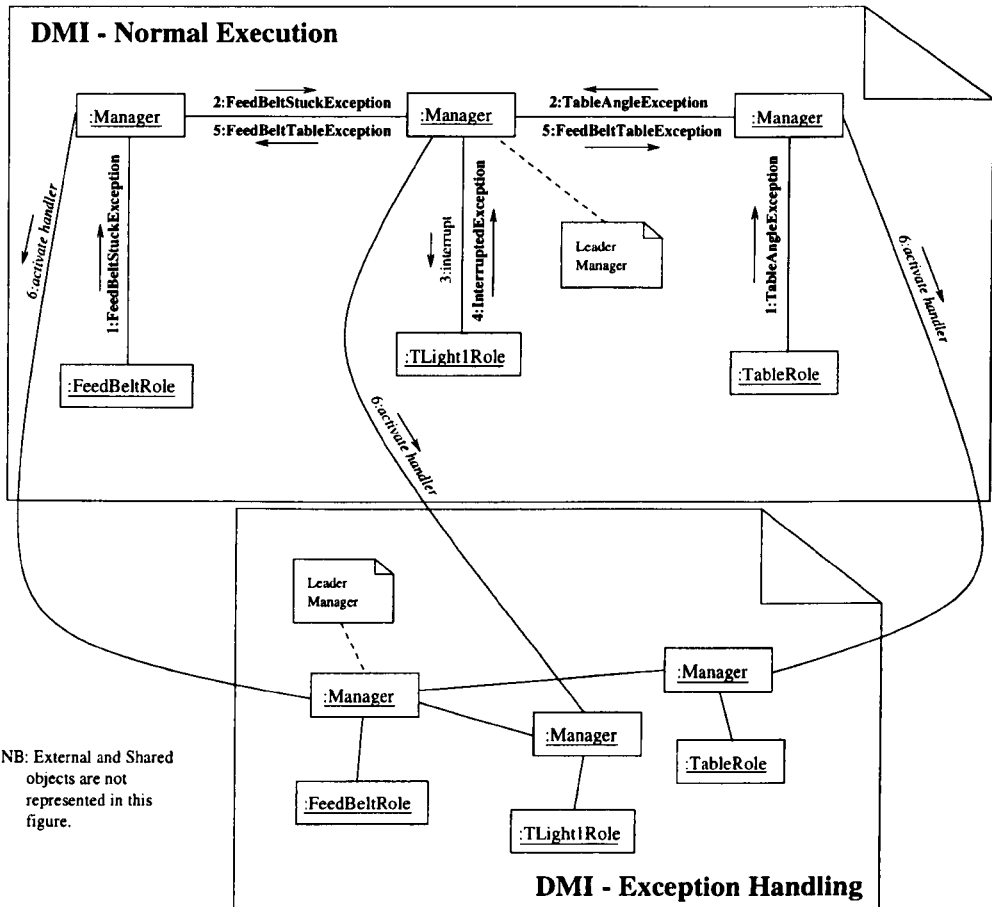 DMI - Normal Execution
2:FeedBeltStuckException
2:TableAngleException
:Manager
:Manager
:Manager
5:FeedBeltTableException
5:FeedBeltTableException
6:activate handler
1:FeedBeltStuckException
3:interrupt
4:InterruptedException
Leader
Manager
1:TableAngleException
6:activate handler
:FeedBeltRole
:TLight1Role
:TableRole
6:activate handler
Leader
Manager
:Manager
:Manager
:Manager
NB: External and Shared
objects are not
represented in this
figure.
:FeedBeltRole
:TableRole
:TLight1Role
DMI - Exception Handling